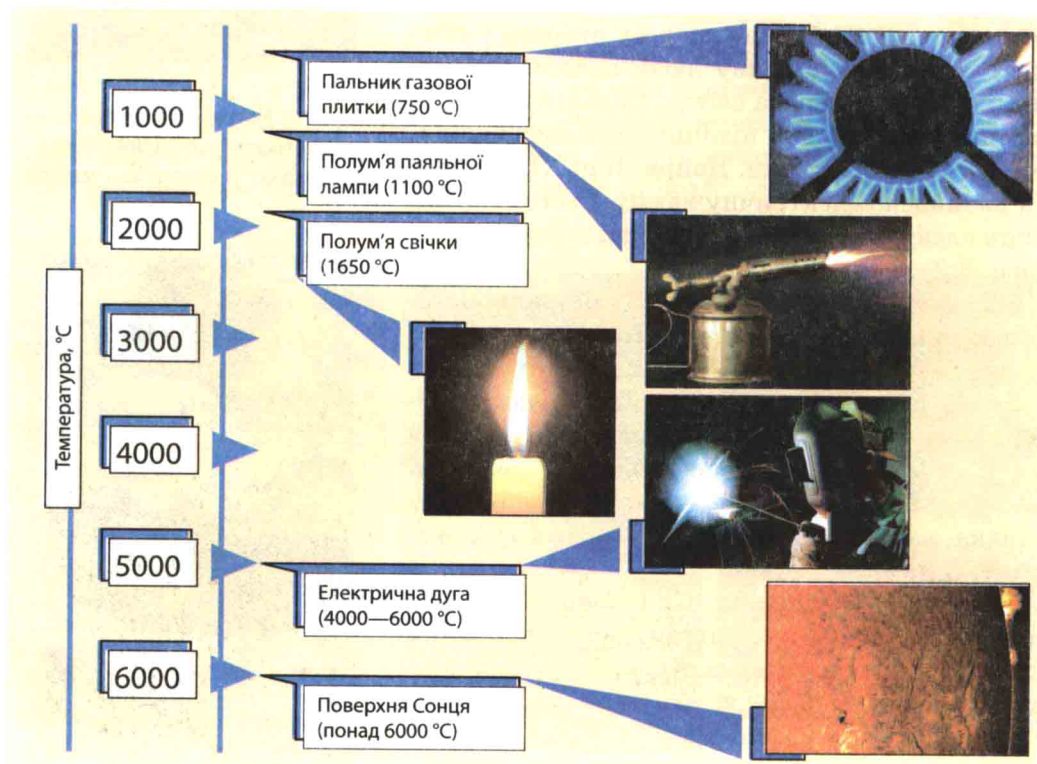 Температура, °С
1000
2000
3000
4000
5000
6000
Пальник газової
плитки (750 °С)
Полум’я паяльної
лампи (1100 °С)
Полум’я свічки
(1650 °С)
Електрична дуга
(4000—6000 °С)
Поверхня Сонця
(понад 6000 °С)